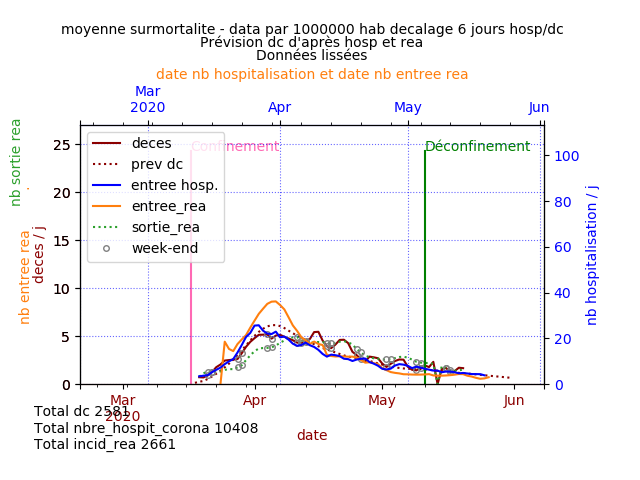 moyenne surmortalite - data par 1000000 hab decalage 6 jours hosp/dc
Prévision dc d'après hosp et rea
Données lissées
date nb hospitalisation et date nb entree rea
Mar
2020
Apr
May
Jun
nb sortie rea
nb entree rea
deces / j
25
20
15
10
5
0
100
80
60
40
20
0
nb hospitalisation / j
Confinement
Déconfinement
deces
prev dc
entree hosp.
entree_rea
sortie_rea
week-end
Mar
2020
Apr
May
Jun
date
Total dc 2581
Total nbre_hospit_corona 10408
Total incid_rea 2661